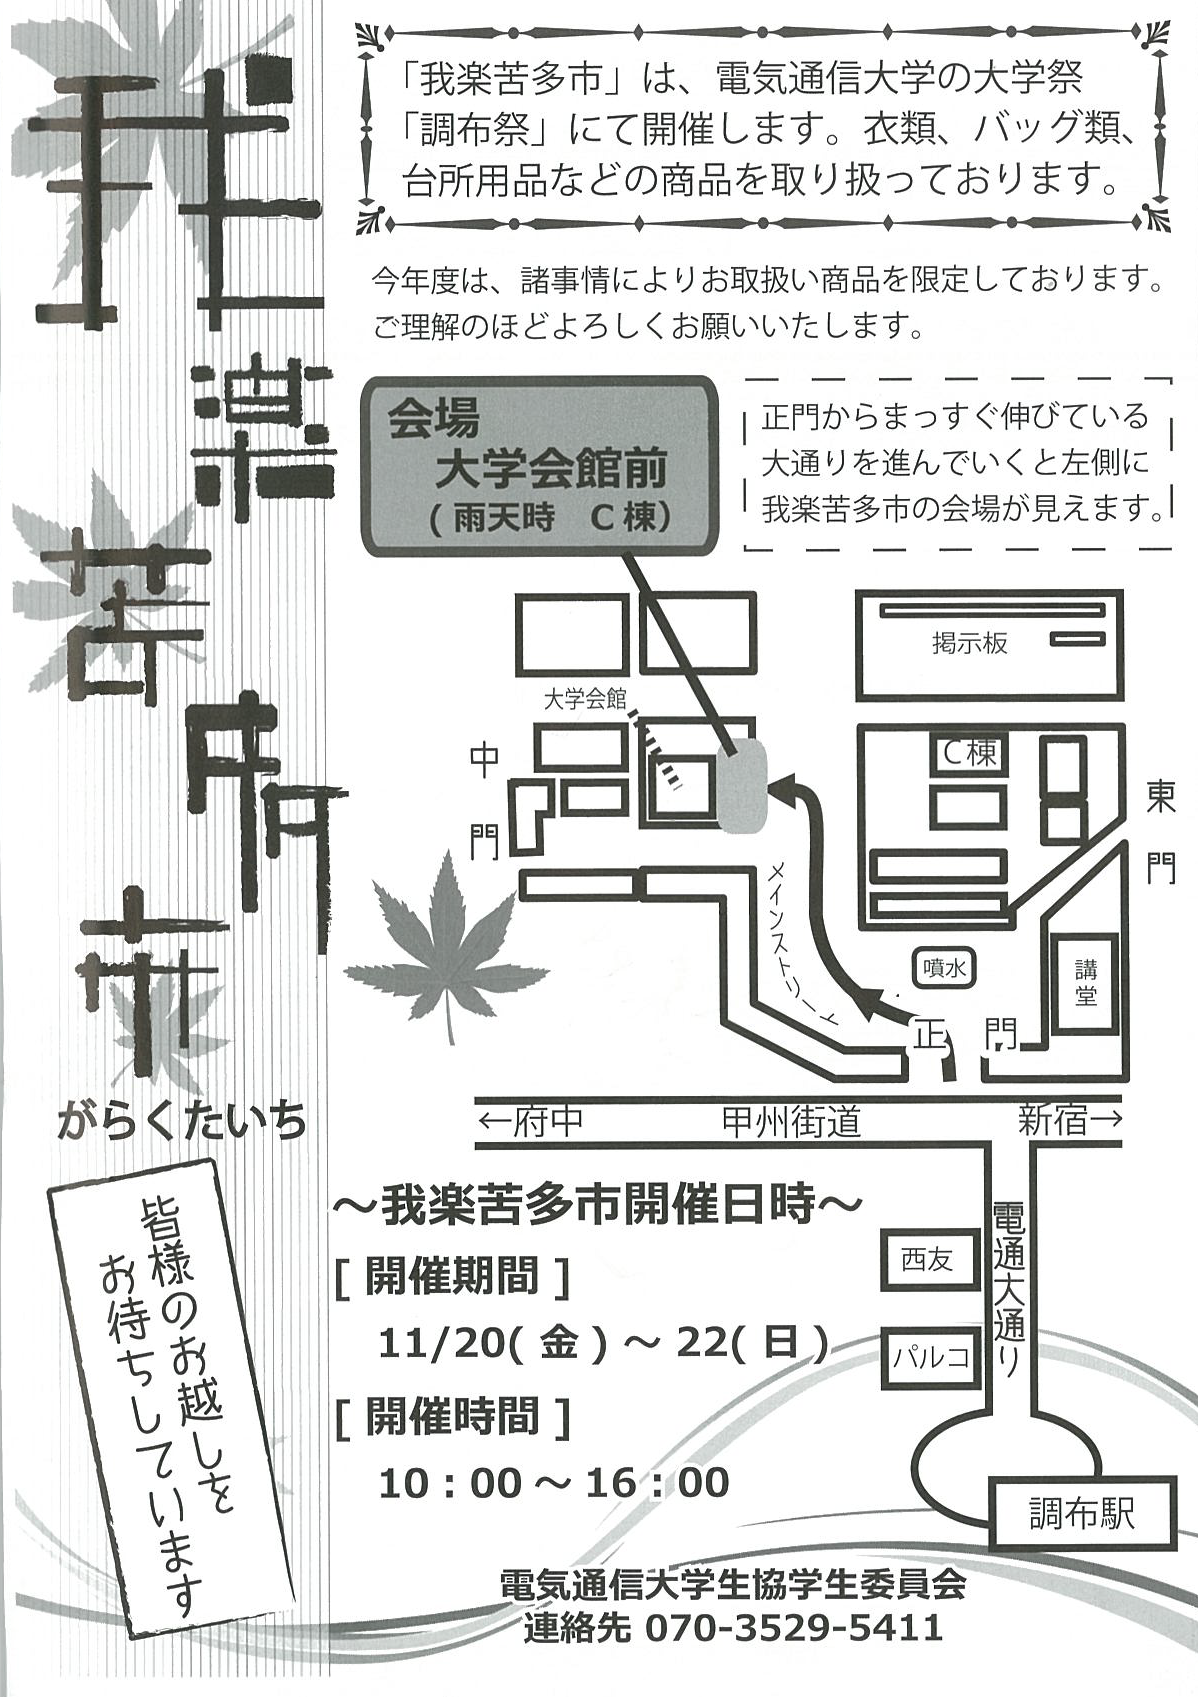 我楽苦多市
がらくたいち
皆様のお越しを
お待ちしています
「我楽苦多市」は、電気通信大学の大学祭
「調布祭」にて開催します。衣類、バッグ類、
台所用品などの商品を取り扱っております。
今年度は、諸事情によりお取扱い商品を限定しております。
ご理解のほどよろしくお願いいたします。
会場
大学会館前
(雨天時 C棟)
正門からまっすぐ伸びている
大通りを進んでいくと左側に
我楽苦多市の会場が見えます。
掲示板
大学会館
C棟
中門
東門
メインストリート
噴水
講堂
正門
←府中 甲州街道 新宿→
電通大通り
西友
パルコ
調布駅
～我楽苦多市開催日時～
[ 開催期間 ]
11/20( 金 ) ～ 22( 日 )
[ 開催時間 ]
10：00 ～ 16：00
電気通信大学生協学生委員会
連絡先 070-3529-5411